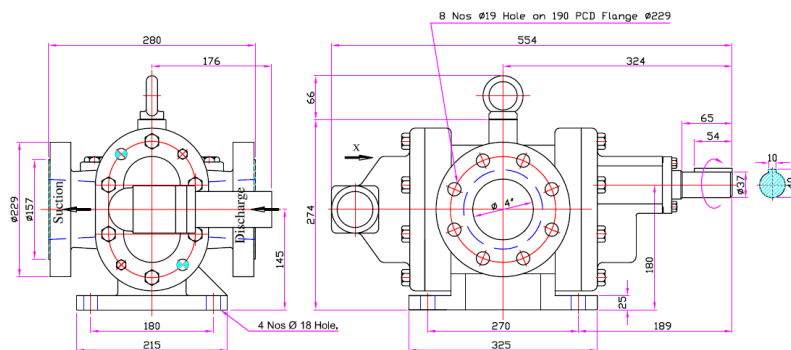 8 Nos Ø19 Hole on 190 PCD Flange Ø229
280
554
176
324
66
65
54
10
X
Ø229
Ø157
Suction
Discharge
274
Ø 4"
Ø37
40
145
180
25
4 Nos Ø 18 Hole,
180
270
189
215
325